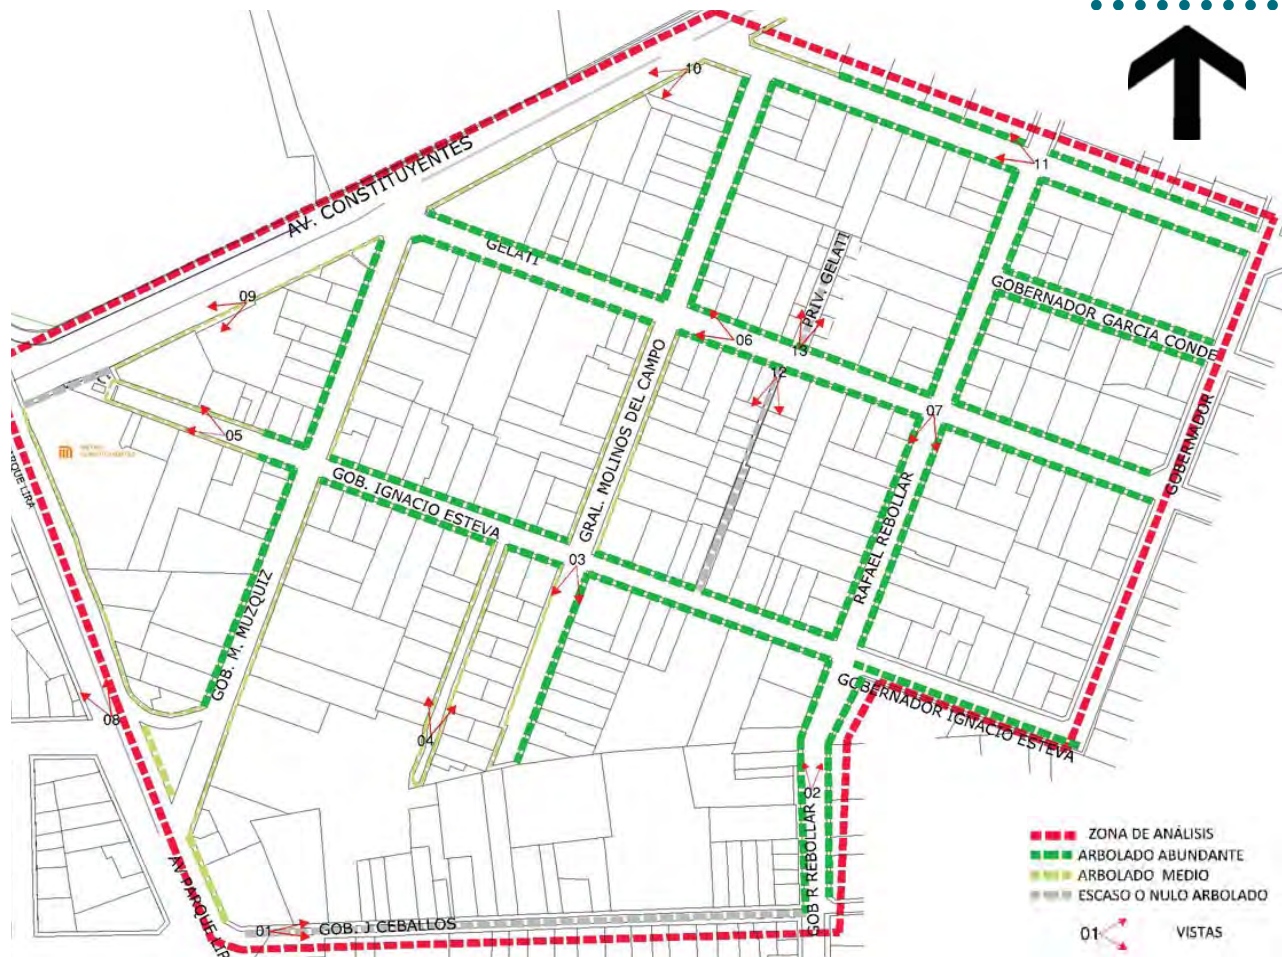 10
11
AV. CONSTITUYENTES
GELATI
PRIV. GELATI
GOBERNADOR GARCIA CONDE
09
06
13
12
GRAL. MOLINOS DEL CAMPO
07
GOBERNADOR
05
GOB. IGNACIO ESTEVA
RAFAEL REBOLLAR
03
GOB. M. MUZQUIZ
GOBERNADOR IGNACIO ESTEVA
08
04
02
GOB R REBOLLAR
AV PARQUE LIR
01
GOB. J CEBALLOS
ZONA DE ANÁLISIS
ARBOLADO ABUNDANTE
ARBOLADO MEDIO
ESCASO O NULO ARBOLADO
01
VISTAS